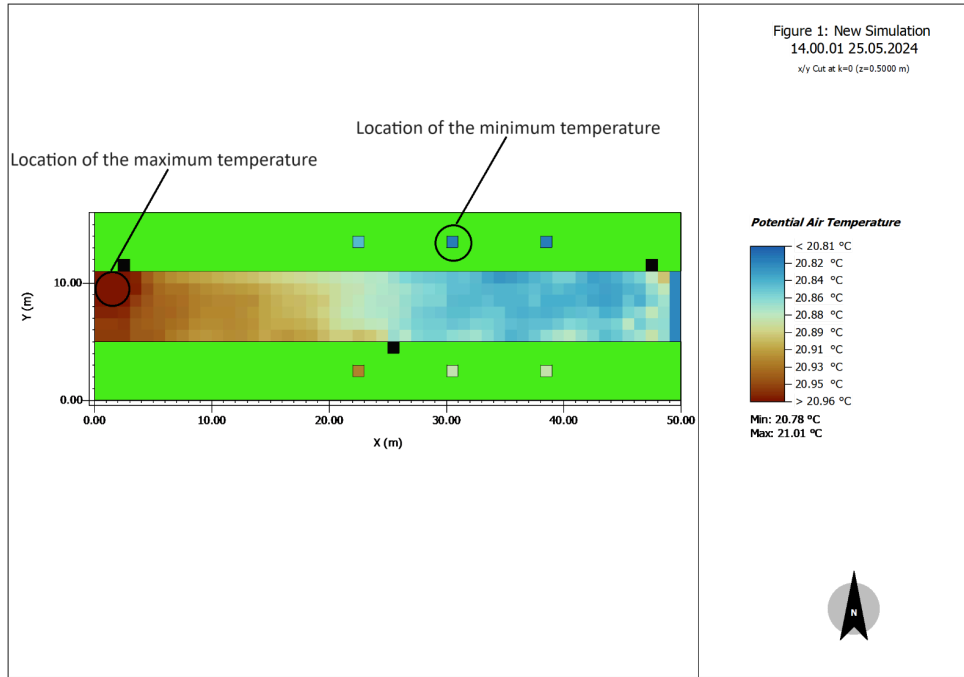 Figure 1: New Simulation
14.00.01 25.05.2024
x/y Cut at k=0 (z=0.5000 m)
Location of the minimum temperature
Location of the maximum temperature
Potential Air Temperature
< 20.81 °C
20.82 °C
20.84 °C
20.86 °C
20.88 °C
20.89 °C
20.91 °C
20.93 °C
20.95 °C
> 20.96 °C
Min: 20.78 °C
Max: 21.01 °C
Y (m)
10.00
0.00
0.00 10.00 20.00 30.00 40.00 50.00
X (m)
N